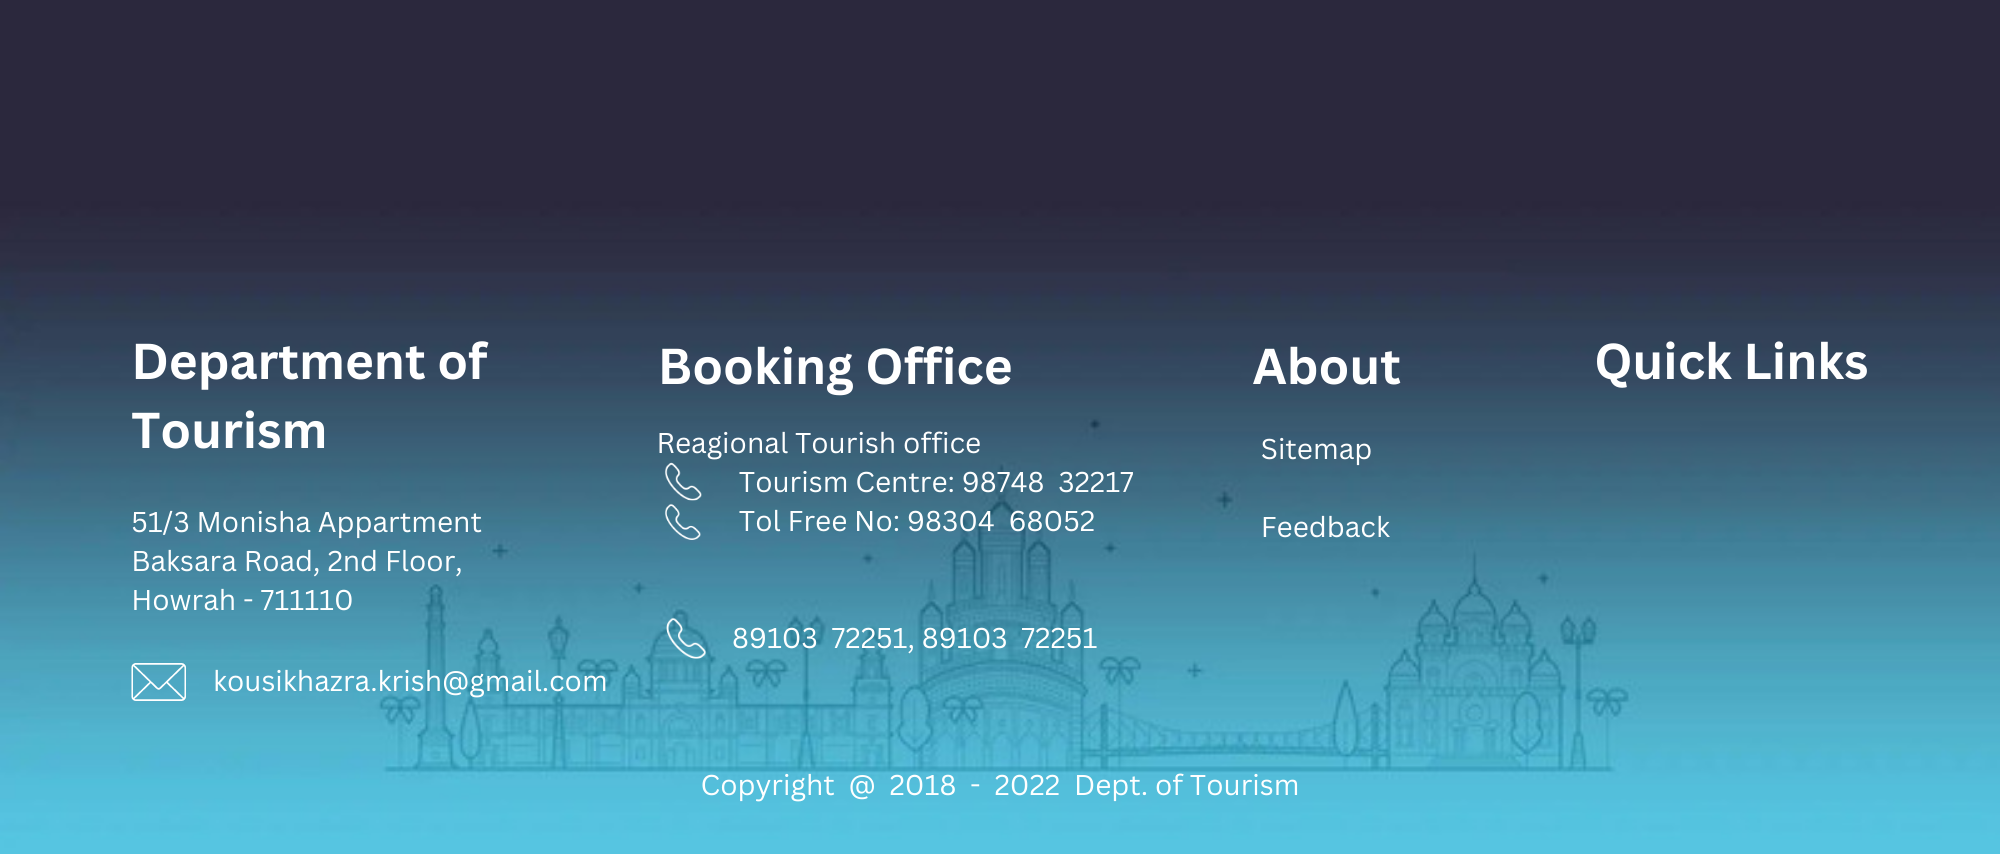 Department of
Tourism
51/3 Monisha Appartment
Baksara Road, 2nd Floor,
Howrah - 711110
kousikhazra.krish@gmail.com
Booking Office
Reagional Tourish office
Tourism Centre: 98748 32217
Tol Free No: 98304 68052
89103 72251, 89103 72251
About
Sitemap
Feedback
Quick Links
Copyright @ 2018 - 2022 Dept. of Tourism